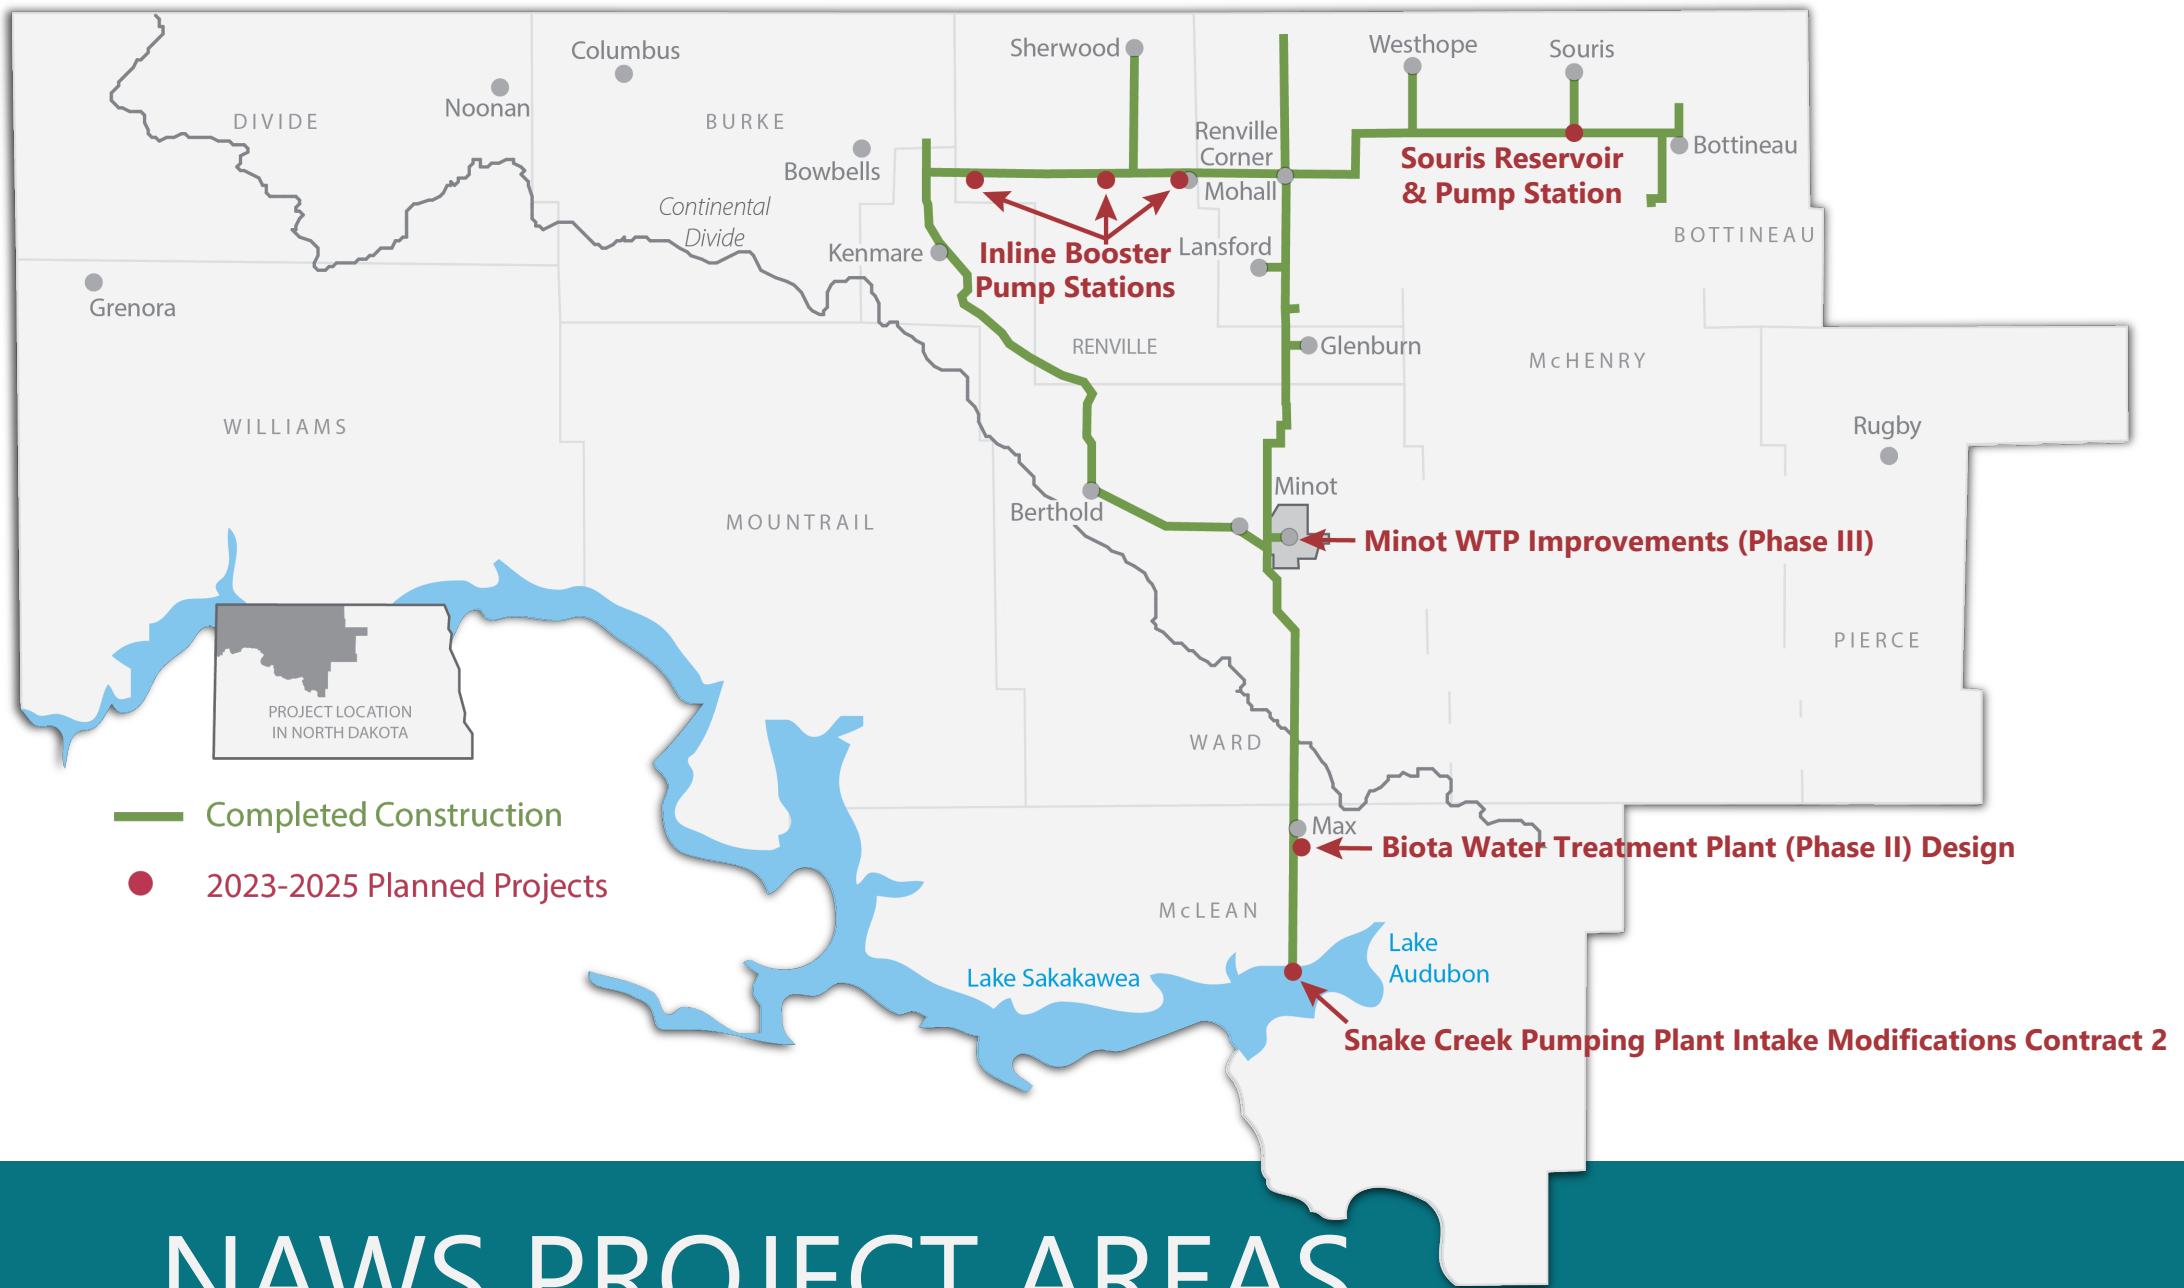 Sherwood
Westhope
Souris
Columbus
Noonan
DIVIDE
BURKE
Bowbells
Renville
Corner
Mohall
Bottineau
Souris Reservoir
& Pump Station
Continental
Divide
Kenmare
Inline Booster
Pump Stations
Lansford
BOTTINEAU
Grenora
RENVILLE
Glenburn
McHENRY
WILLIAMS
Rugby
MOUNTRAIL
Berthold
Minot
Minot WTP Improvements (Phase III)
PIERCE
PROJECT LOCATION
IN NORTH DAKOTA
WARD
Completed Construction
2023-2025 Planned Projects
Max
Biota Water Treatment Plant (Phase II) Design
McLEAN
Lake
Audubon
Lake Sakakawea
Snake Creek Pumping Plant Intake Modifications Contract 2
NAWS PROJECT AREAS